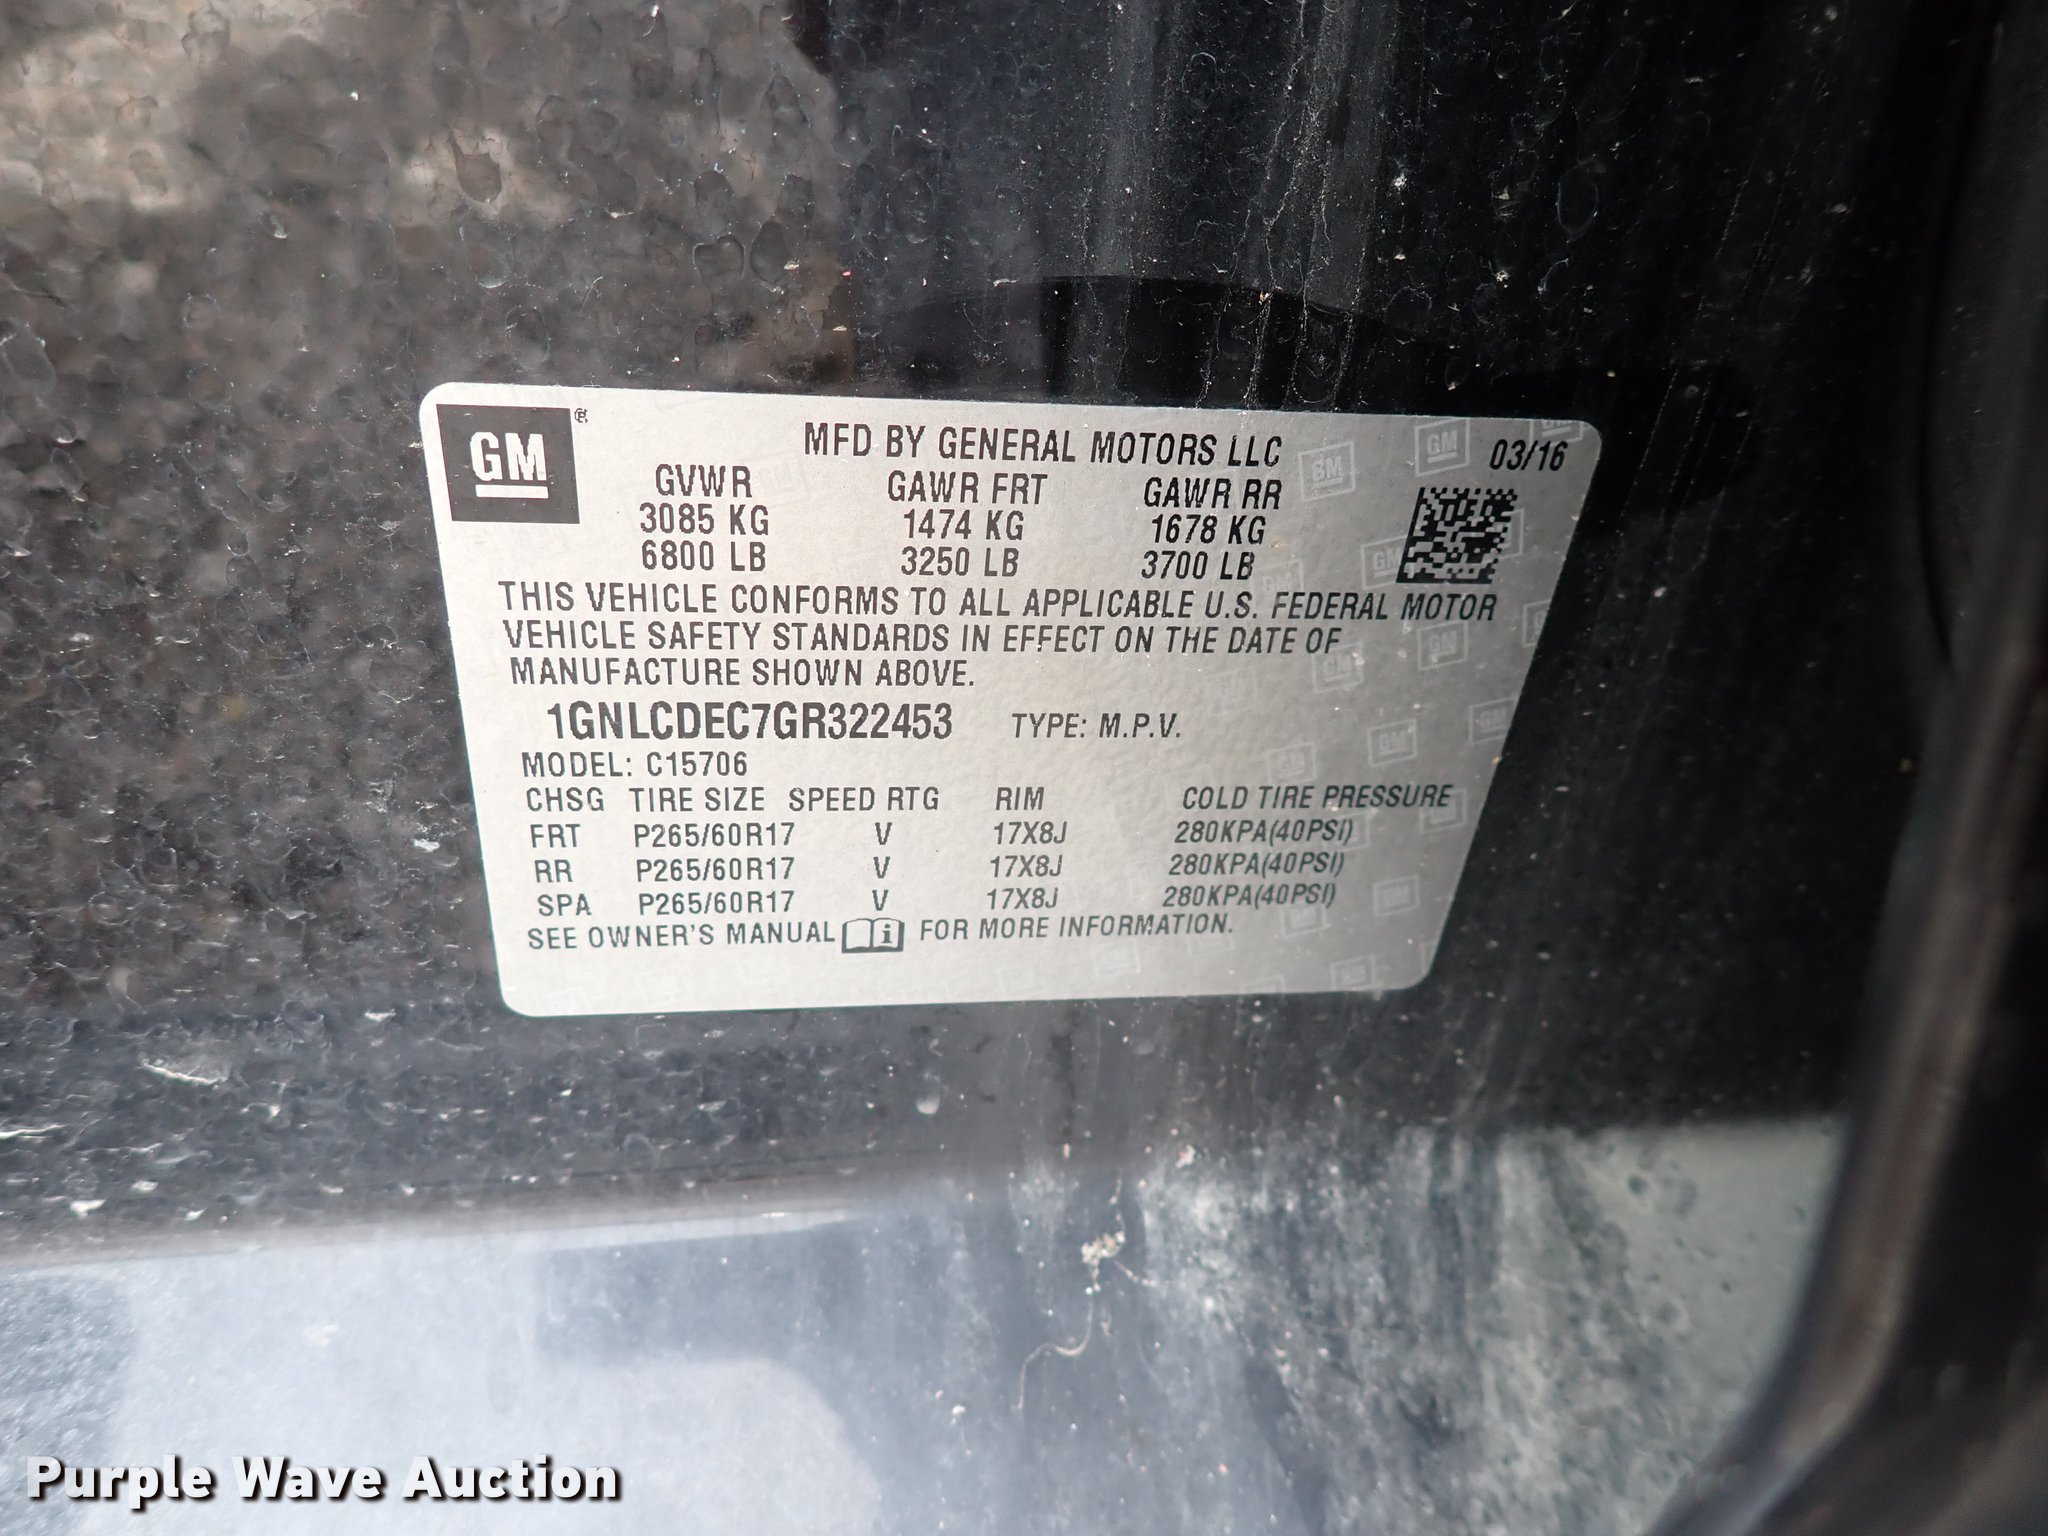 GM ®
MFD BY GENERAL MOTORS LLC 03/16
GVWR GAWR FRT GAWR RR
3085 KG 1474 KG 1678 KG
6800 LB 3250 LB 3700 LB
THIS VEHICLE CONFORMS TO ALL APPLICABLE U.S. FEDERAL MOTOR
VEHICLE SAFETY STANDARDS IN EFFECT ON THE DATE OF
MANUFACTURE SHOWN ABOVE.
1GNLCDEC7GR322453 TYPE: M.P.V.
MODEL: C15706
CHSG TIRE SIZE SPEED RTG RIM COLD TIRE PRESSURE
FRT P265/60R17 V 17X8J 280KPA(40PSI)
RR P265/60R17 V 17X8J 280KPA(40PSI)
SPA P265/60R17 V 17X8J 280KPA(40PSI)
SEE OWNER'S MANUAL i FOR MORE INFORMATION.
Purple Wave Auction